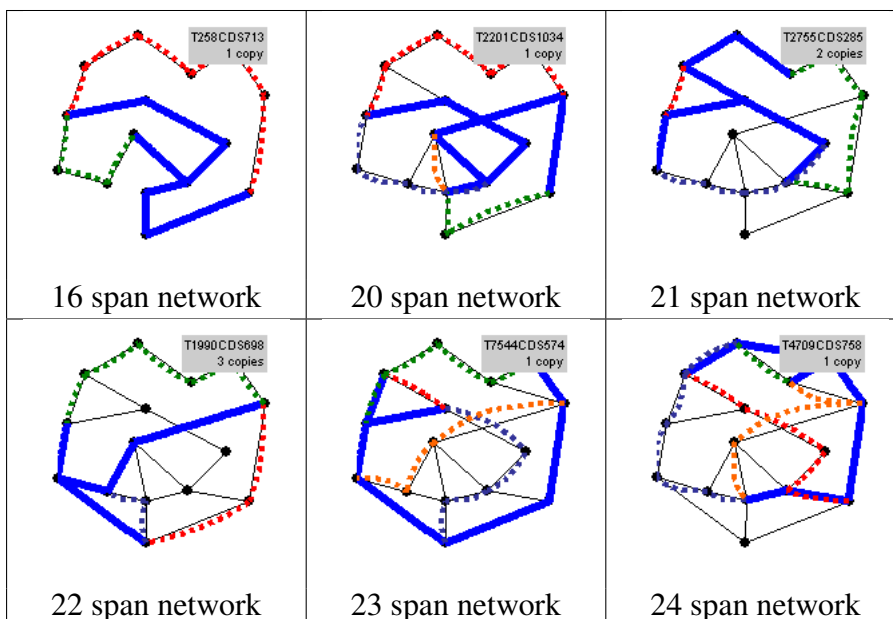 T258CDS713
1 copy
T2201CDS1034
1 copy
T2755CDS285
2 copies
16 span network
20 span network
21 span network
T1990CDS698
3 copies
T7544CDS574
1 copy
T4709CDS758
1 copy
22 span network
23 span network
24 span network